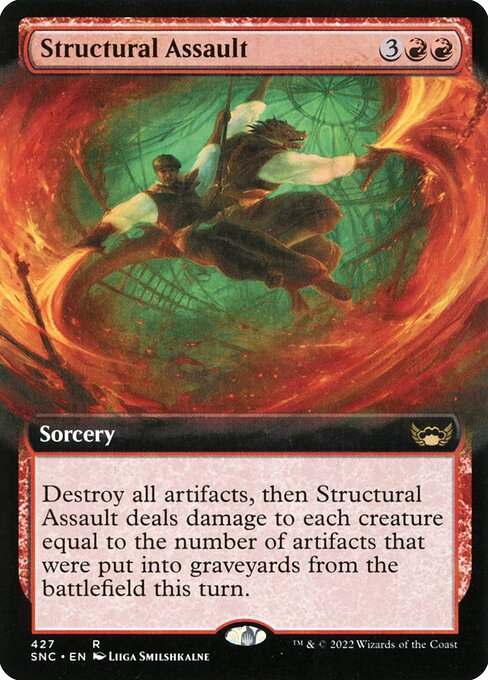 Structural Assault 3
Sorcery
Destroy all artifacts, then Structural
Assault deals damage to each creature
equal to the number of artifacts that
were put into graveyards from the
battlefield this turn.
427 R
SNC • EN Liiga Smilshkalne
™ & © 2022 Wizards of the Coast